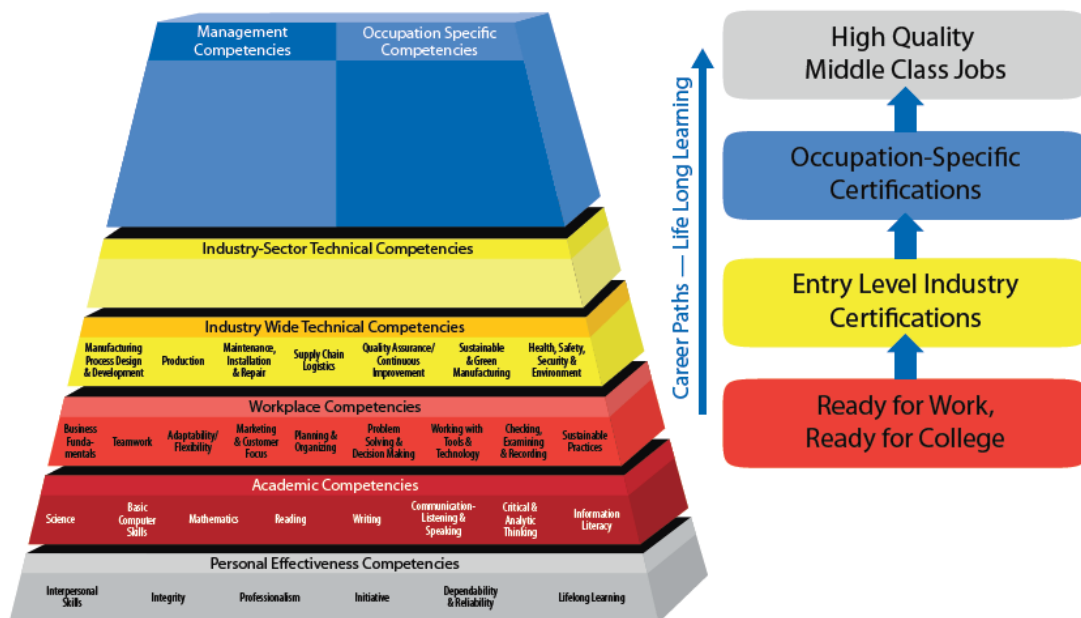 Management
Competencies
Occupation Specific
Competencies
Industry-Sector Technical Competencies
Industry Wide Technical Competencies
Manufacturing
Process Design
& Development
Production
Maintenance,
Installation
& Repair
Supply Chain
Logistics
Quality Assurance/
Continuous
Improvement
Sustainable
& Green
Manufacturing
Health, Safety,
Security &
Environment
Workplace Competencies
Business
Funda-
mentals
Teamwork
Adaptability/
Flexibility
Marketing
& Customer
Focus
Planning &
Organizing
Problem
Solving &
Decision Making
Working with
Tools &
Technology
Checking,
Examining
& Recording
Sustainable
Practices
Academic Competencies
Science
Basic
Computer
Skills
Mathematics
Reading
Writing
Communication-
Listening &
Speaking
Critical &
Analytic
Thinking
Information
Literacy
Personal Effectiveness Competencies
Interpersonal
Skills
Integrity
Professionalism
Initiative
Dependability
& Reliability
Lifelong Learning
Career Paths — Life Long Learning
High Quality
Middle Class Jobs
Occupation-Specific
Certifications
Entry Level Industry
Certifications
Ready for Work,
Ready for College